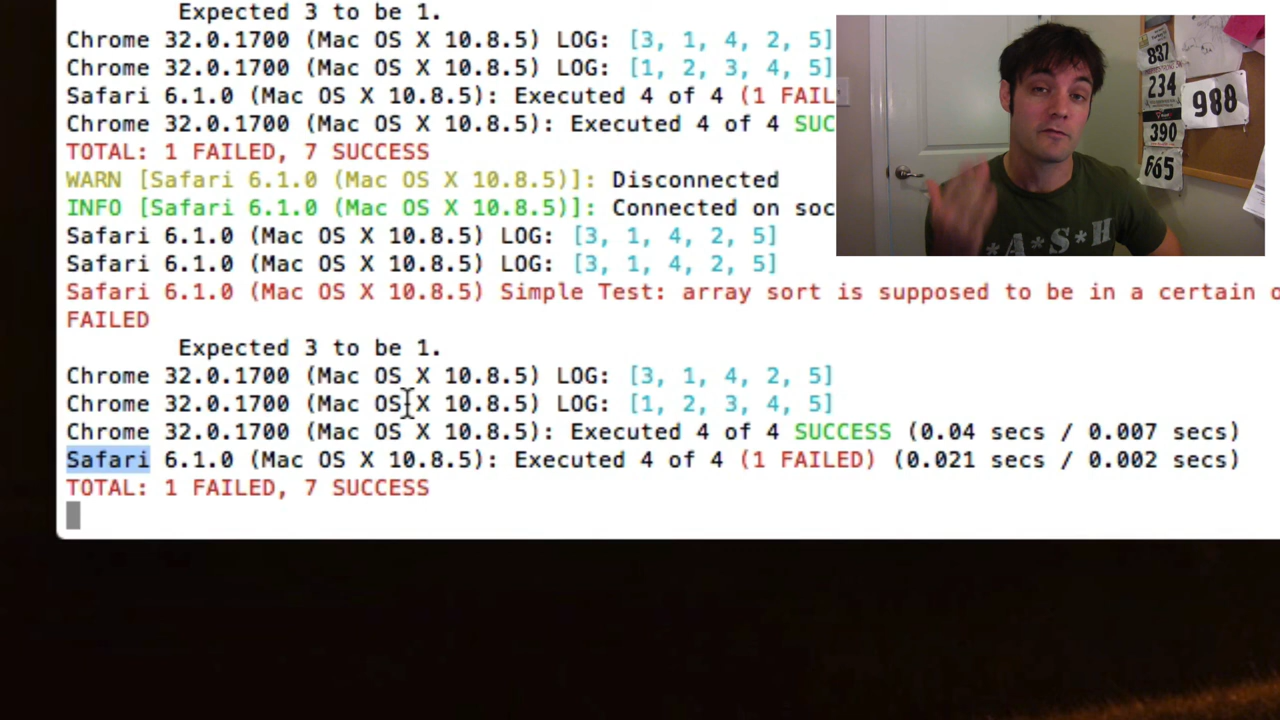 Expected 3 to be 1.
Chrome 32.0.1700 (Mac OS X 10.8.5) LOG: [3, 1, 4, 2, 5]
Chrome 32.0.1700 (Mac OS X 10.8.5) LOG: [1, 2, 3, 4, 5]
Safari 6.1.0 (Mac OS X 10.8.5): Executed 4 of 4 (1 FAIL
Chrome 32.0.1700 (Mac OS X 10.8.5): Executed 4 of 4 SUC
TOTAL: 1 FAILED, 7 SUCCESS
WARN [Safari 6.1.0 (Mac OS X 10.8.5)]: Disconnected
INFO [Safari 6.1.0 (Mac OS X 10.8.5)]: Connected on soc
Safari 6.1.0 (Mac OS X 10.8.5) LOG: [3, 1, 4, 2, 5]
Safari 6.1.0 (Mac OS X 10.8.5) LOG: [3, 1, 4, 2, 5]
Safari 6.1.0 (Mac OS X 10.8.5) Simple Test: array sort is supposed to be in a certain o
FAILED
Expected 3 to be 1.
Chrome 32.0.1700 (Mac OS X 10.8.5) LOG: [3, 1, 4, 2, 5]
Chrome 32.0.1700 (Mac OS X 10.8.5) LOG: [1, 2, 3, 4, 5]
Chrome 32.0.1700 (Mac OS X 10.8.5): Executed 4 of 4 SUCCESS (0.04 secs / 0.007 secs)
Safari 6.1.0 (Mac OS X 10.8.5): Executed 4 of 4 (1 FAILED) (0.021 secs / 0.002 secs)
TOTAL: 1 FAILED, 7 SUCCESS
837
234
988
390
665
*A*S*H